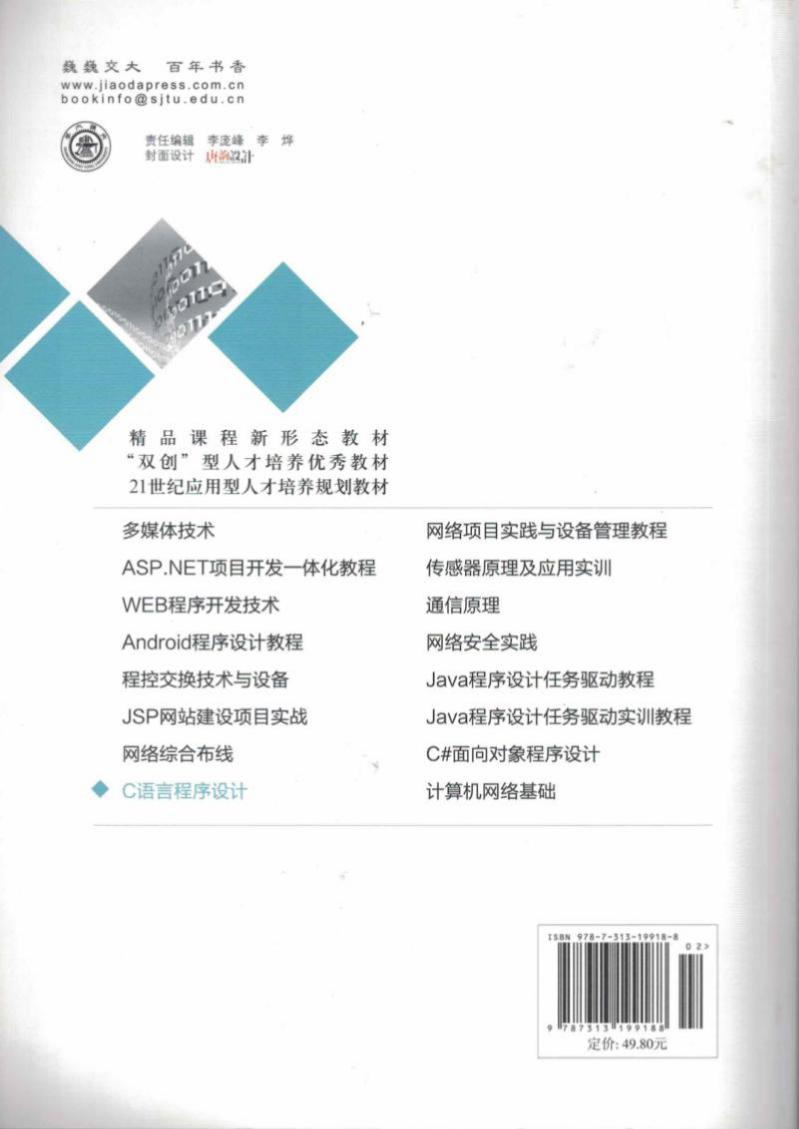 巍巍交大 百年书香
www.jiaodapress.com.cn
bookinfo@sjtu.edu.cn
责任编辑 李庞峰 李 烨
封面设计 唐韵設計
精品课程新形态教材
“双创”型人才培养优秀教材
21世纪应用型人才培养规划教材
多媒体技术
ASP.NET项目开发一体化教程
WEB程序开发技术
Android程序设计教程
程控交换技术与设备
JSP网站建设项目实战
网络综合布线
C语言程序设计
网络项目实践与设备管理教程
传感器原理及应用实训
通信原理
网络安全实践
Java程序设计任务驱动教程
Java程序设计任务驱动实训教程
C#面向对象程序设计
计算机网络基础
ISBN 978-7-313-19918-8
02>
9 787313 199188
定价: 49.80元